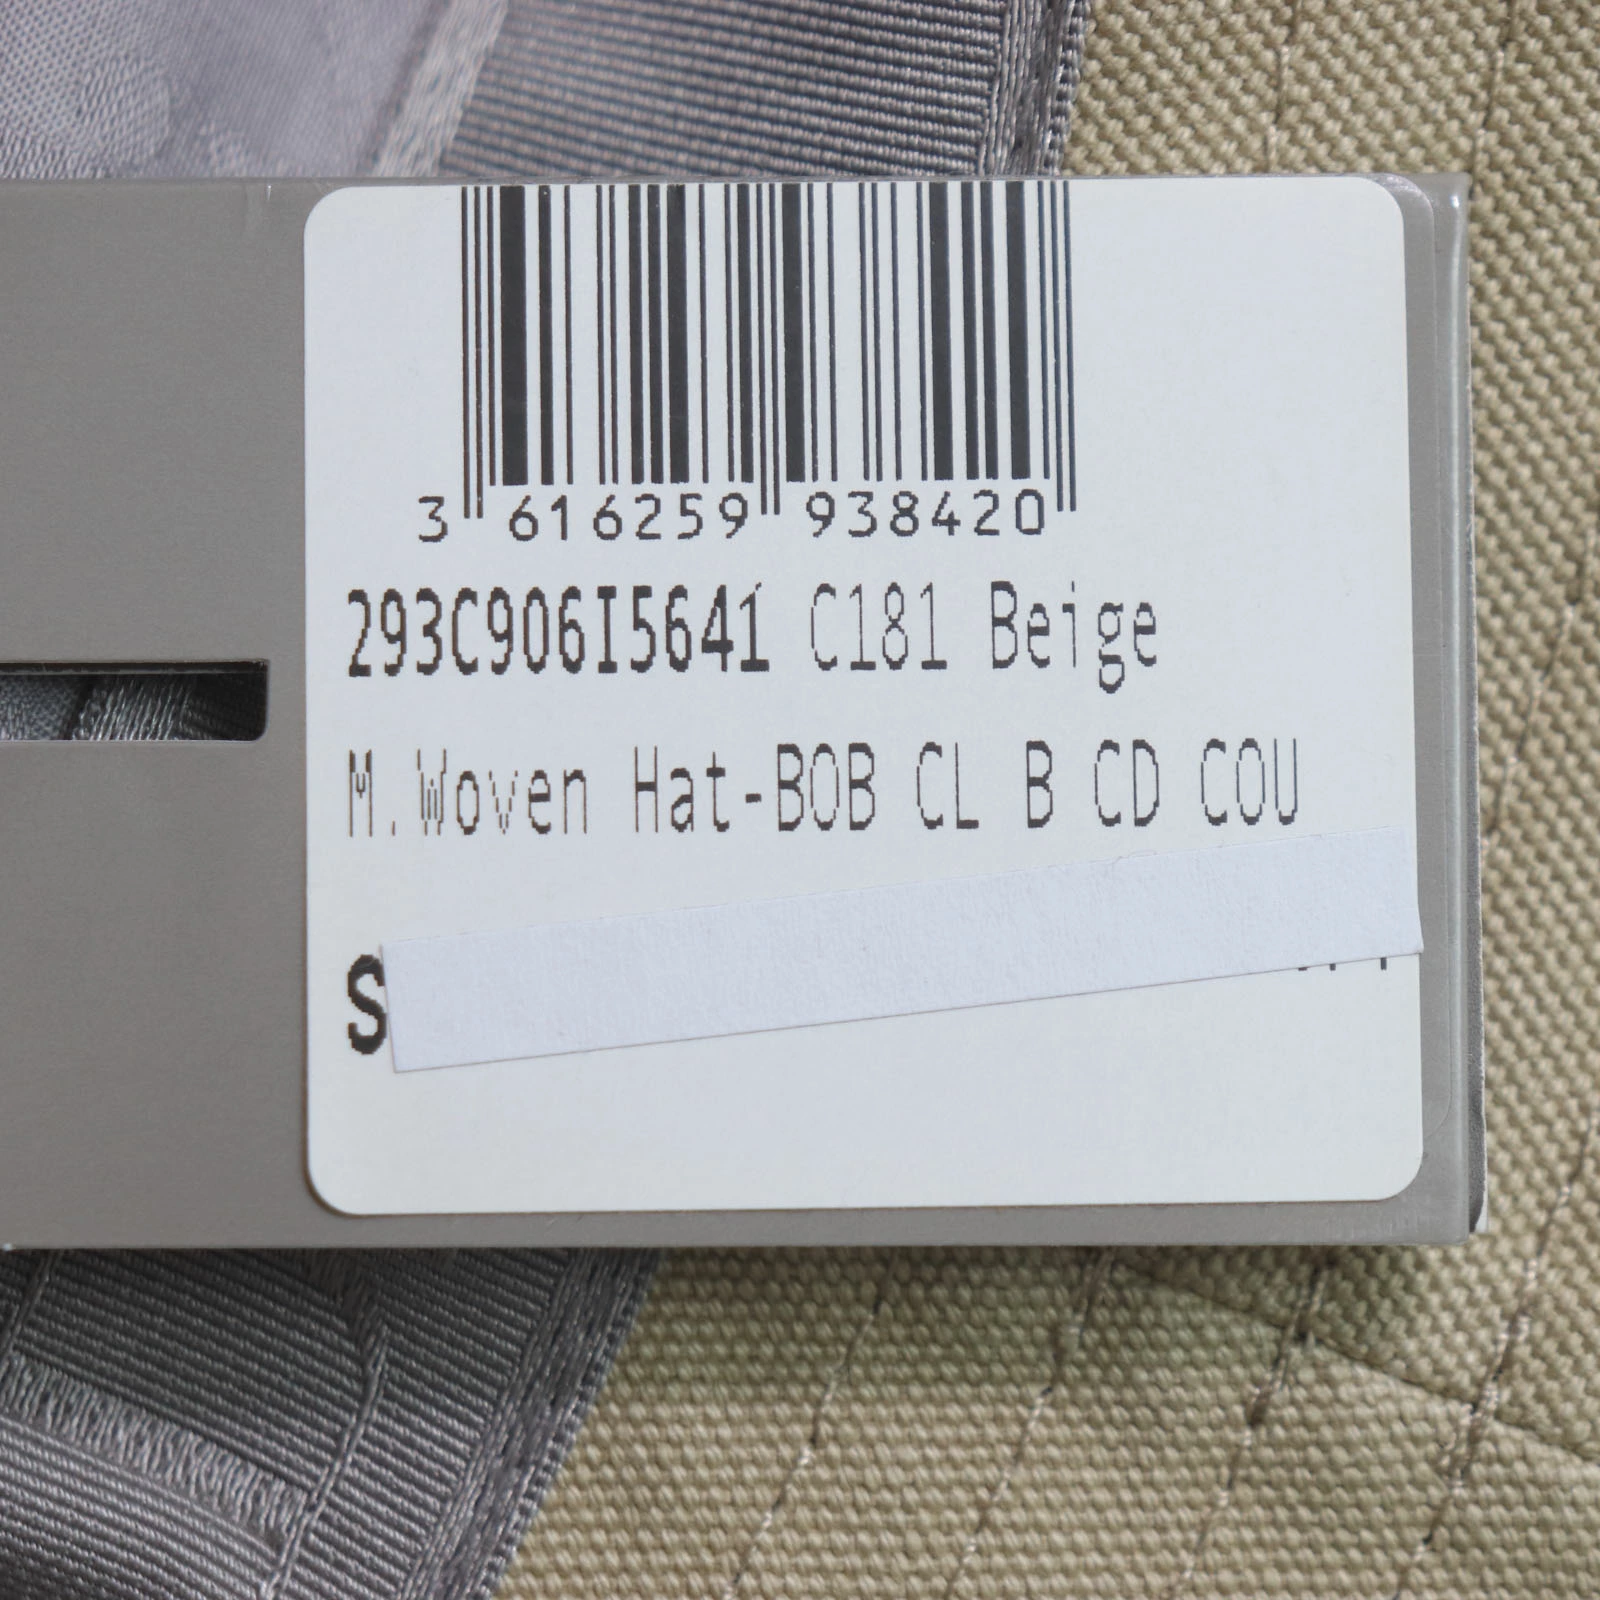 3 616259 938420
293C906I5641 C181 Beige
M.Woven Hat-BOB CL B CD COU
S